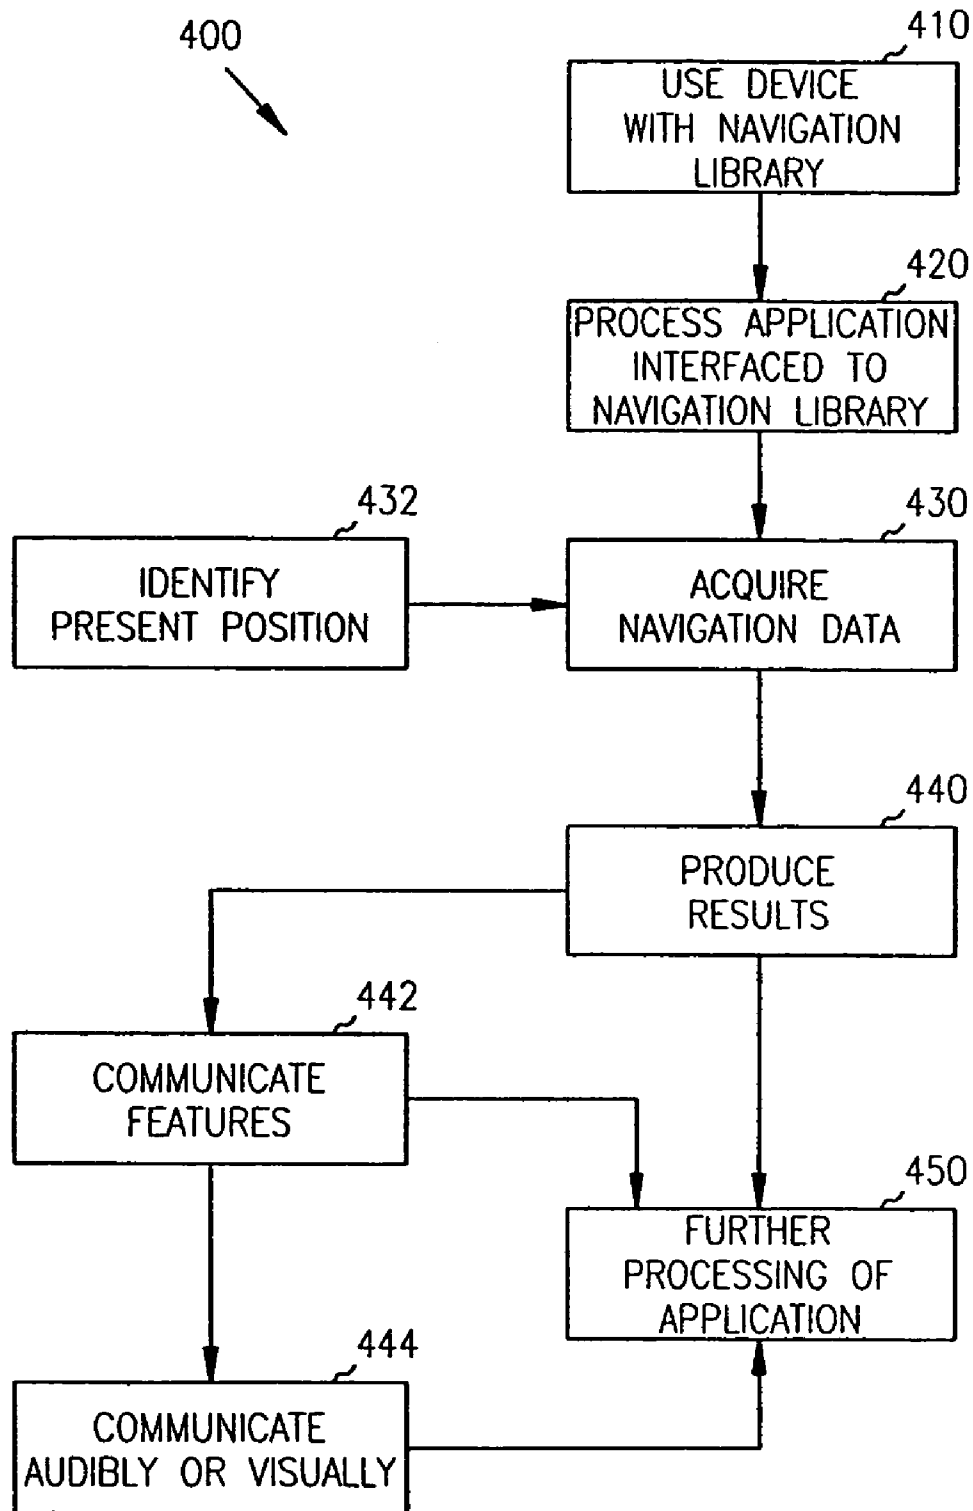 400
410
USE DEVICE
WITH NAVIGATION
LIBRARY
420
PROCESS APPLICATION
INTERFACED TO
NAVIGATION LIBRARY
432
IDENTIFY
PRESENT POSITION
430
ACQUIRE
NAVIGATION DATA
440
PRODUCE
RESULTS
442
COMMUNICATE
FEATURES
450
FURTHER
PROCESSING OF
APPLICATION
444
COMMUNICATE
AUDIBLY OR VISUALLY